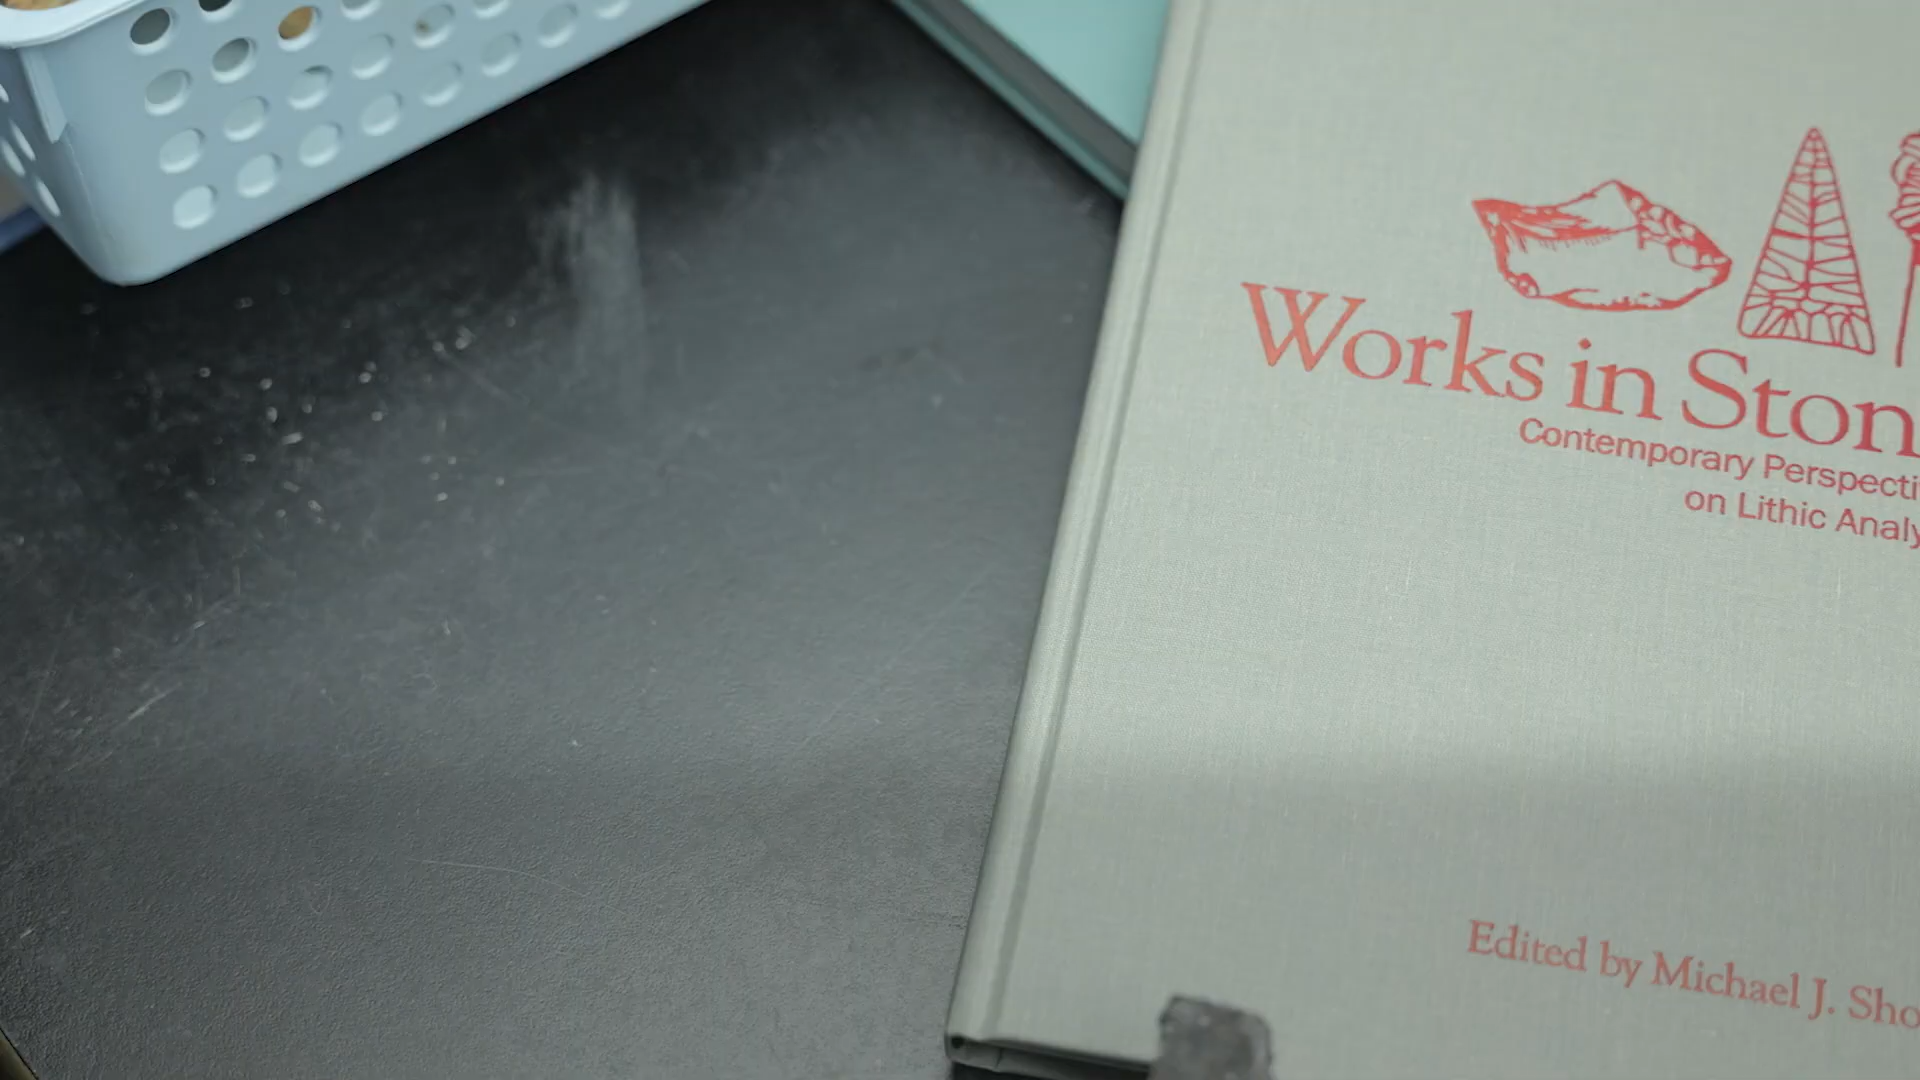 Works in Ston
Contemporary Perspecti
on Lithic Analy
Edited by Michael J. Sho